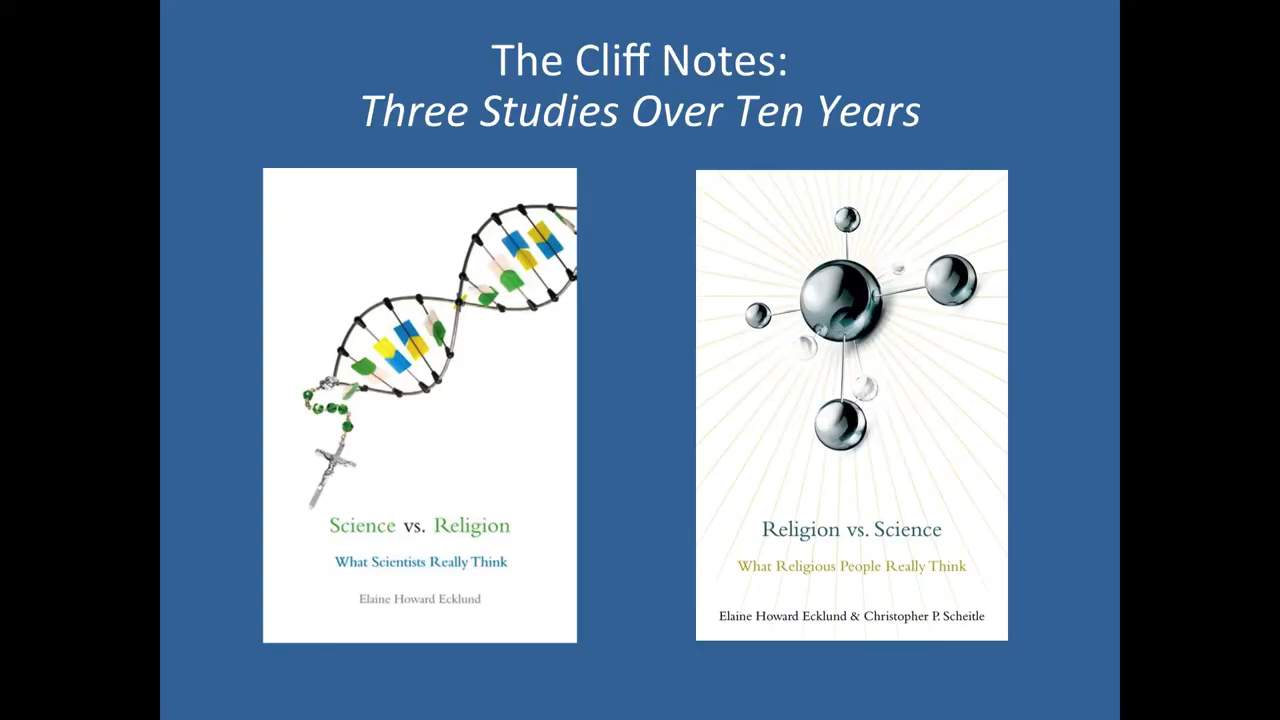 The Cliff Notes:
Three Studies Over Ten Years
Science vs. Religion
What Scientists Really Think
Elaine Howard Ecklund
Religion vs. Science
What Religious People Really Think
Elaine Howard Ecklund & Christopher P. Scheitle